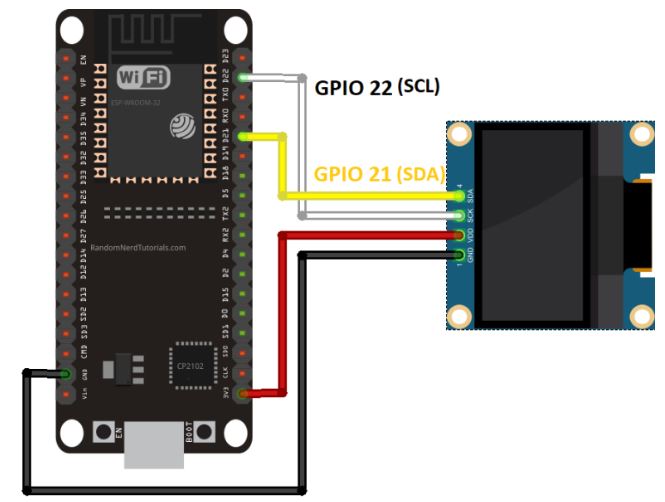 EN
VP
VN
D34
D35
D32
D33
D25
D26
D27
D14
D12
D13
SD2
SD3
CMD
GND
Vin
WiFi
ESP-WROOM-32
RandomNerdTutorials.com
CP2102
EN
BOOT
D23
D22
TX0
RX0
D21
D19
D18
D5
TX2
RX2
D4
D2
D15
D0
SD1
SD0
CLK
3V3
GPIO 22 (SCL)
GPIO 21 (SDA)
4 SDA
SCK
VDD
1 GND